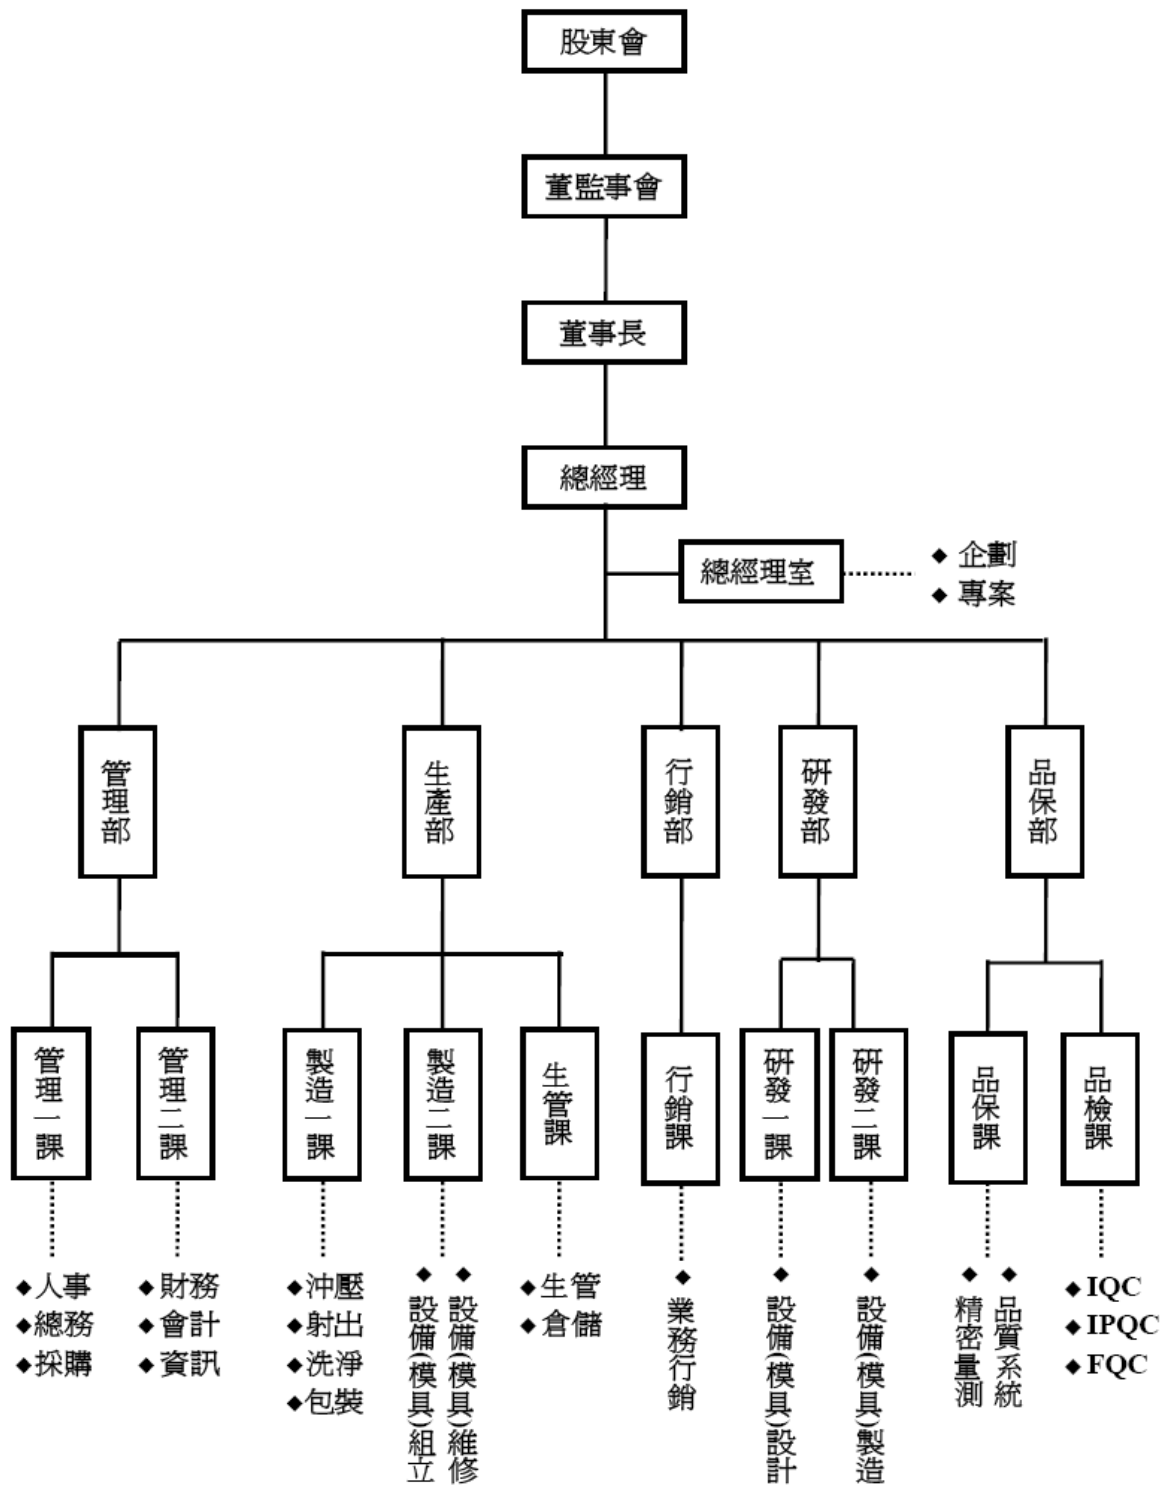 股東會
董監事會
董事長
總經理
總經理室
◆ 企劃
◆ 專案
管理部
生產部
行銷部
研發部
品保部
管理一課
管理二課
製造一課
製造二課
生管課
行銷課
研發一課
研發二課
品保課
品檢課
◆人事
◆總務
◆採購
◆財務
◆會計
◆資訊
◆沖壓
◆射出
◆洗淨
◆包裝
◆設備(模具)組立
◆設備(模具)維修
◆生管
◆倉儲
◆業務行銷
◆設備(模具)設計
◆設備(模具)製造
◆精密量測
◆品質系統
◆IQC
◆IPQC
◆FQC